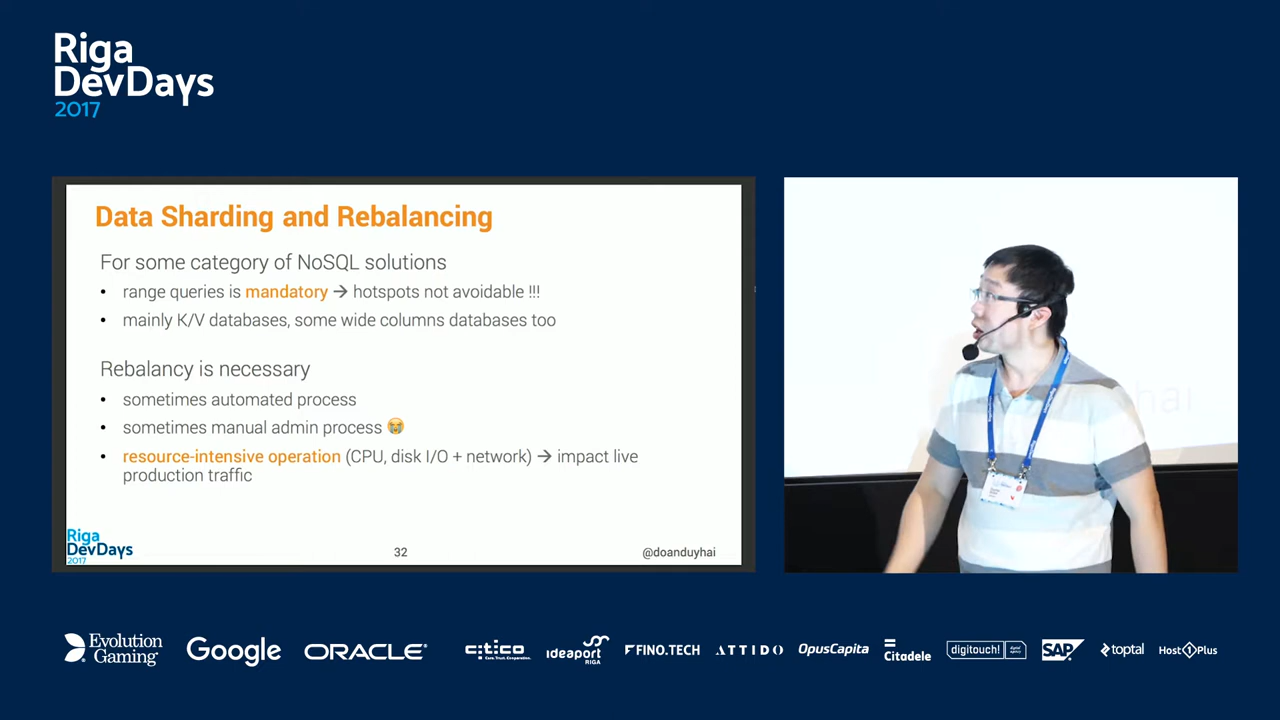 Riga
DevDays
2017
Data Sharding and Rebalancing
For some category of NoSQL solutions
• range queries is mandatory → hotspots not avoidable !!!
• mainly K/V databases, some wide columns databases too
Rebalancy is necessary
• sometimes automated process
• sometimes manual admin process 😭
• resource-intensive operation (CPU, disk I/O + network) → impact live
production traffic
Riga
DevDays
2017
32
@doanduyhai
hai
Evolution
Gaming
Google
ORACLE
citico
ideaport
RIGA
FINO.TECH
ATTIDO
OpusCapita
Citadele
digitouch!
SAP
toptal
Host1Plus